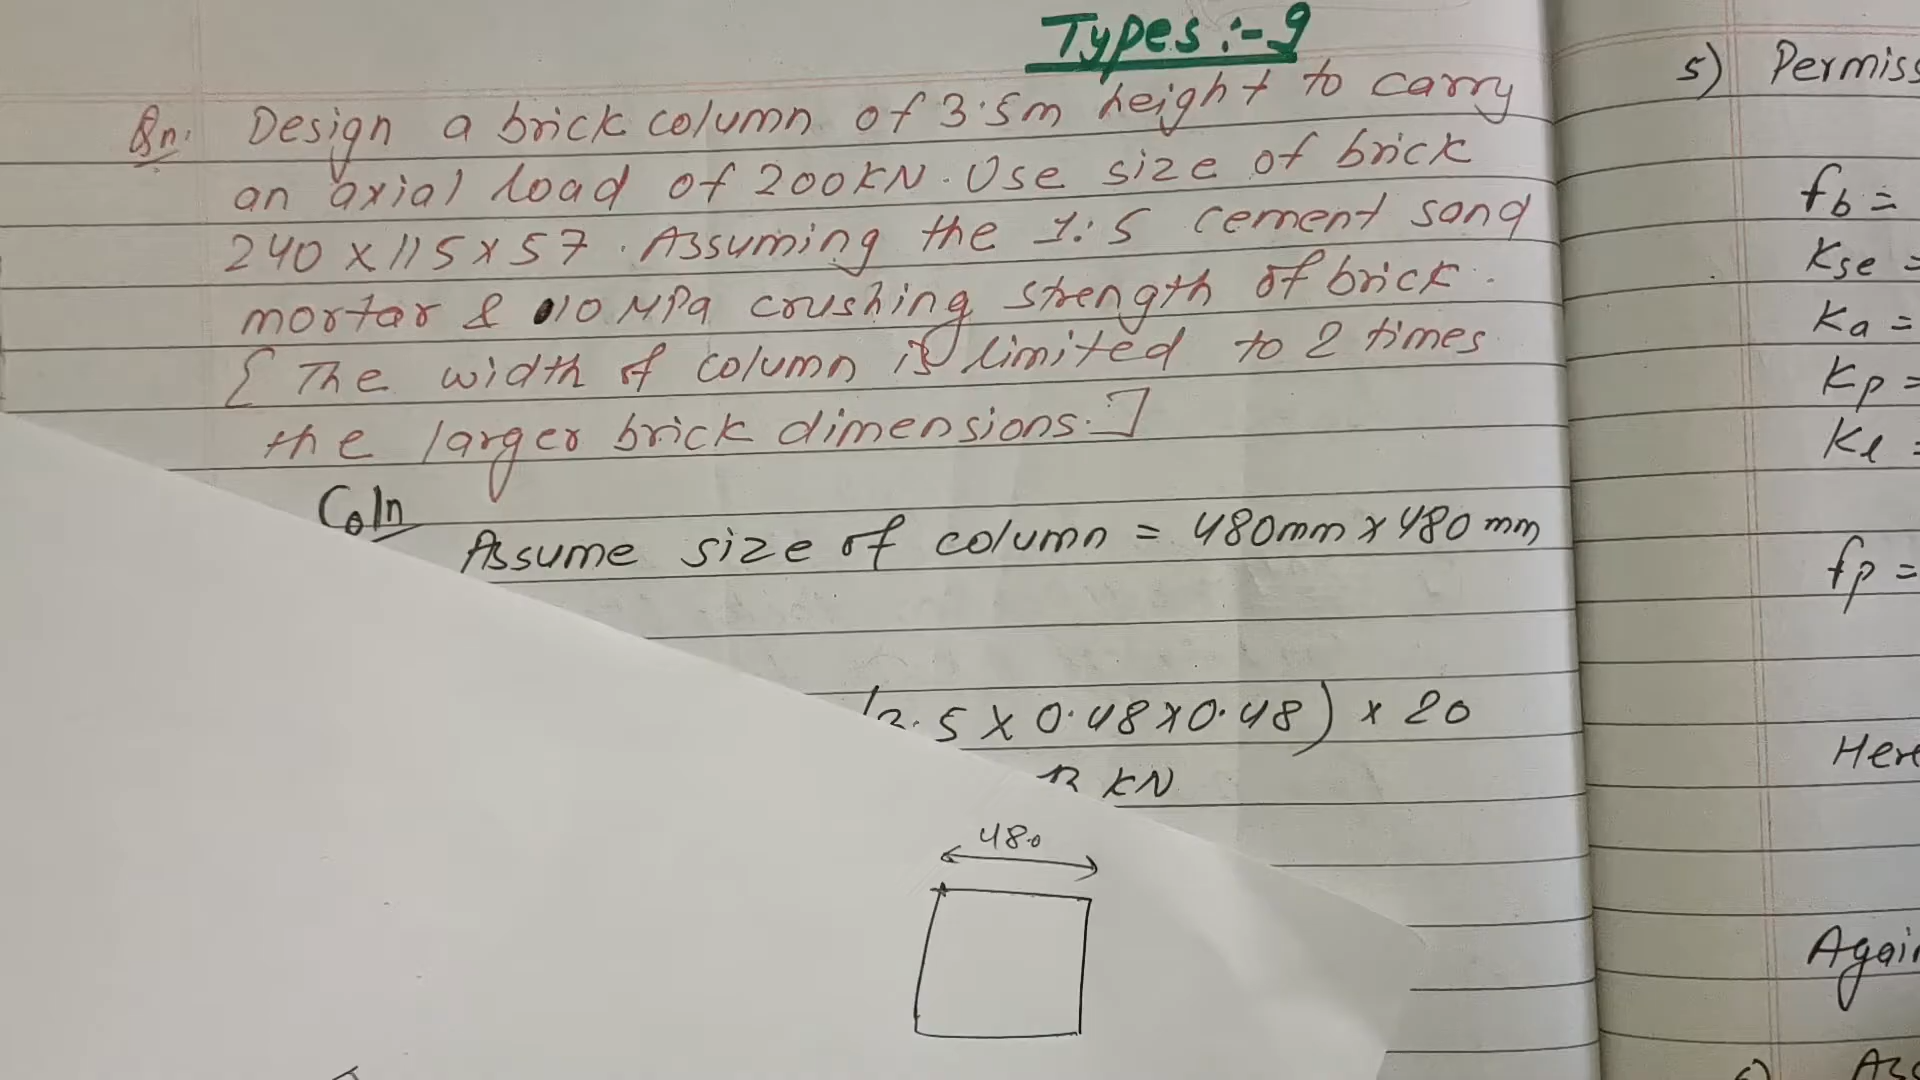 Types :- 9
Qn. Design a brick column of 3.5m height to carry
an axial load of 200KN. Use size of brick
240 x 115 x 57. Assuming the 1:5 cement sand
mortar & 10 MPa crushing strength of brick.
[ The width of column is limited to 2 times
the larger brick dimensions. ]
Soln
Assume size of column = 480mm x 480 mm
.5 x 0.48 x 0.48) x 20
KN
480
5) Permiss
fb =
Kse =
Ka =
Kp =
Kl =
fp =
Here
Again